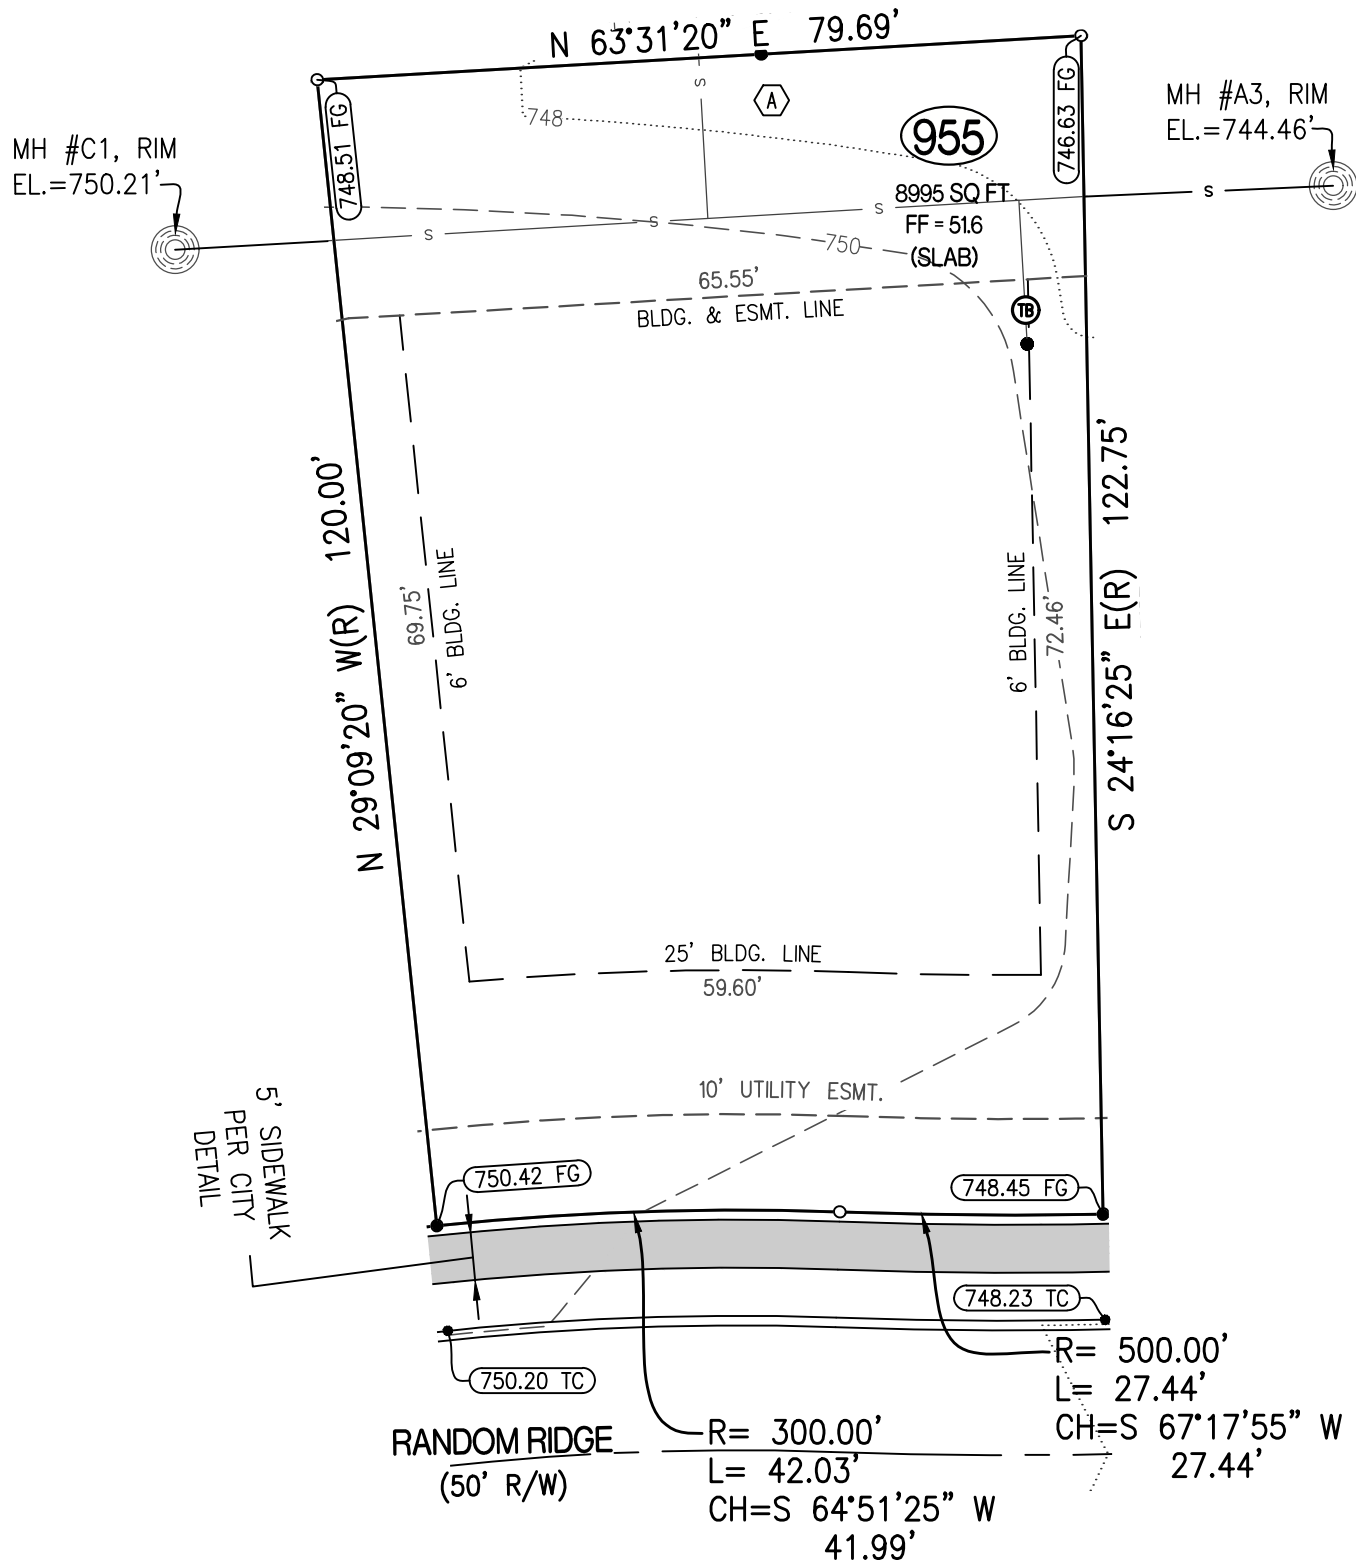 N 63°31'20" E 79.69'
748.51 FG
746.63 FG
MH #C1, RIM
EL.=750.21'
MH #A3, RIM
EL.=744.46'
S
A
748
955
8995 SQ FT
FF = 51.6
(SLAB)
S
S
S
S
750
65.55'
BLDG. & ESMT. LINE
TB
N 29°09'20" W(R) 120.00'
69.75'
6' BLDG. LINE
6' BLDG. LINE
72.46'
S 24°16'25" E(R) 122.75'
25' BLDG. LINE
59.60'
10' UTILITY ESMT.
5' SIDEWALK
PER CITY
DETAIL
750.42 FG
748.45 FG
748.23 TC
750.20 TC
R= 500.00'
L= 27.44'
CH=S 67°17'55" W
27.44'
RANDOM RIDGE
(50' R/W)
R= 300.00'
L= 42.03'
CH=S 64°51'25" W
41.99'